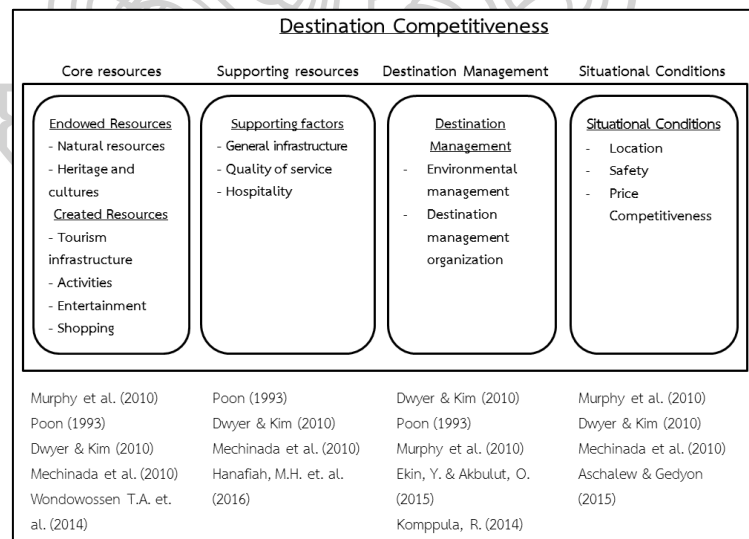 Destination Competitiveness
Core resources
Supporting resources
Destination Management
Situational Conditions
Endowed Resources
- Natural resources
- Heritage and
cultures
Created Resources
- Tourism
infrastructure
- Activities
- Entertainment
- Shopping
Supporting factors
- General infrastructure
- Quality of service
- Hospitality
Destination
Management
- Environmental
management
- Destination
management
organization
Situational Conditions
- Location
- Safety
- Price
Competitiveness
Murphy et al. (2010)
Poon (1993)
Dwyer & Kim (2010)
Mechinada et al. (2010)
Wondowossen T.A. et.
al. (2014)
Poon (1993)
Dwyer & Kim (2010)
Mechinada et al. (2010)
Hanafiah, M.H. et. al.
(2016)
Dwyer & Kim (2010)
Poon (1993)
Murphy et al. (2010)
Ekin, Y. & Akbulut, O.
(2015)
Komppula, R. (2014)
Murphy et al. (2010)
Dwyer & Kim (2010)
Mechinada et al. (2010)
Aschalew & Gedyon
(2015)